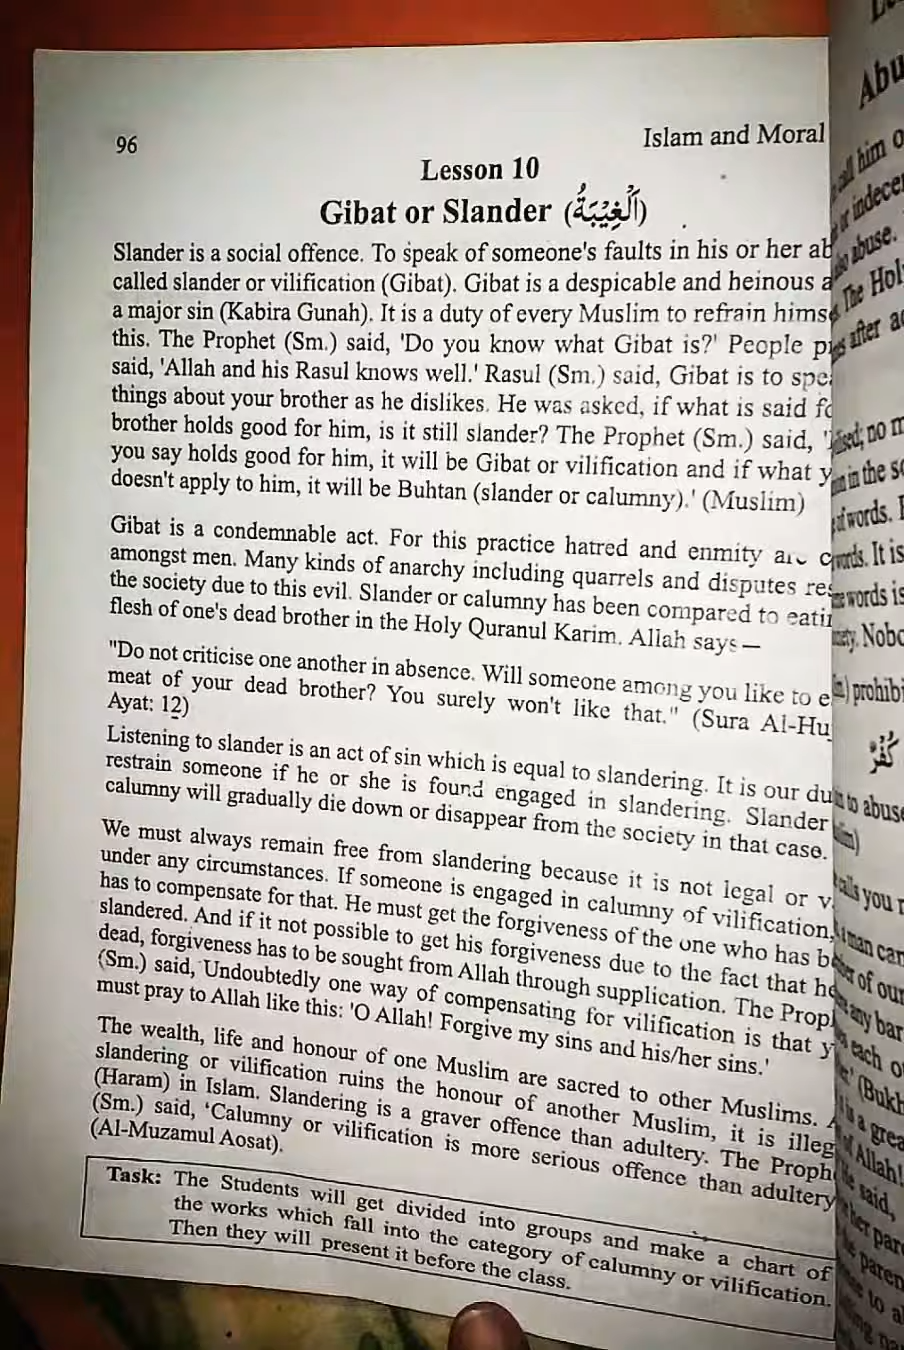 96
Islam and Moral
Lesson 10
Gibat or Slander (اَلْغِيْبَةُ)
Slander is a social offence. To speak of someone's faults in his or her
called slander or vilification (Gibat). Gibat is a despicable and heinous
a major sin (Kabira Gunah). It is a duty of every Muslim to refrain
this. The Prophet (Sm.) said, 'Do you know what Gibat is?' People
said, 'Allah and his Rasul knows well.' Rasul (Sm.) said, Gibat is to
things about your brother as he dislikes. He was asked, if what is said
brother holds good for him, is it still slander? The Prophet (Sm.) said,
you say holds good for him, it will be Gibat or vilification and if what
doesn't apply to him, it will be Buhtan (slander or calumny).' (Muslim)
Gibat is a condemnable act. For this practice hatred and enmity
amongst men. Many kinds of anarchy including quarrels and disputes
the society due to this evil. Slander or calumny has been compared to
flesh of one's dead brother in the Holy Quranul Karim. Allah says—
"Do not criticise one another in absence. Will someone among you like to
meat of your dead brother? You surely won't like that." (Sura Al-Hu
Ayat: 12)
Listening to slander is an act of sin which is equal to slandering. It is our
restrain someone if he or she is found engaged in slandering. Slander
calumny will gradually die down or disappear from the society in that case.
We must always remain free from slandering because it is not legal or
under any circumstances. If someone is engaged in calumny of vilification,
has to compensate for that. He must get the forgiveness of the one who has
slandered. And if it not possible to get his forgiveness due to the fact that
dead, forgiveness has to be sought from Allah through supplication. The
(Sm.) said, Undoubtedly one way of compensating for vilification is that
must pray to Allah like this: 'O Allah! Forgive my sins and his/her sins.'
The wealth, life and honour of one Muslim are sacred to other Muslims.
slandering or vilification ruins the honour of another Muslim, it is
(Haram) in Islam. Slandering is a graver offence than adultery. The
(Sm.) said, 'Calumny or vilification is more serious offence than adultery
(Al-Muzamul Aosat).
Task: The Students will get divided into groups and make a chart of
the works which fall into the category of calumny or vilification.
Then they will present it before the class.